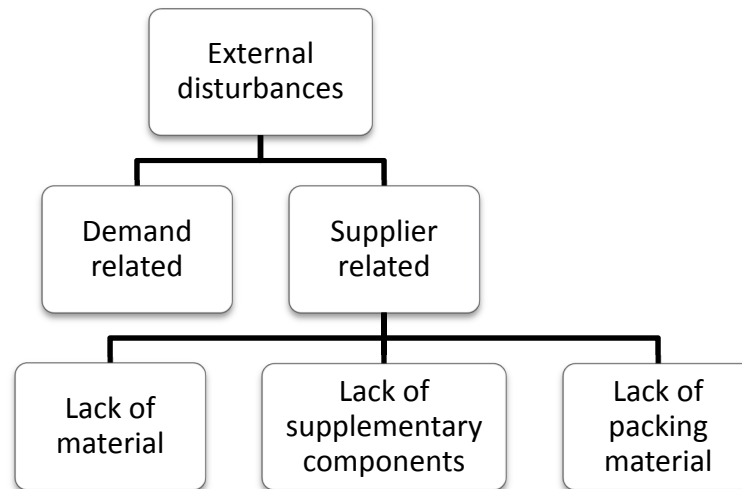 External
disturbances
Demand
related
Supplier
related
Lack of
material
Lack of
supplementary
components
Lack of
packing
material